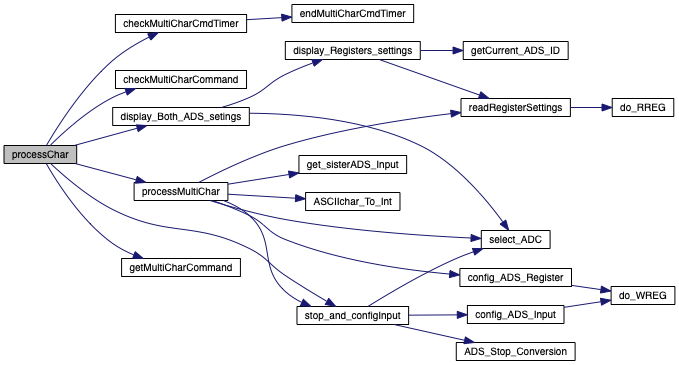 endMultiCharCmdTimer
checkMultiCharCmdTimer
display_Registers_settings
getCurrent_ADS_ID
checkMultiCharCommand
readRegisterSettings
do_RREG
display_Both_ADS_setings
processChar
get_sisterADS_Input
processMultiChar
ASCIIchar_To_Int
select_ADC
getMultiCharCommand
config_ADS_Register
do_WREG
stop_and_configInput
config_ADS_Input
ADS_Stop_Conversion